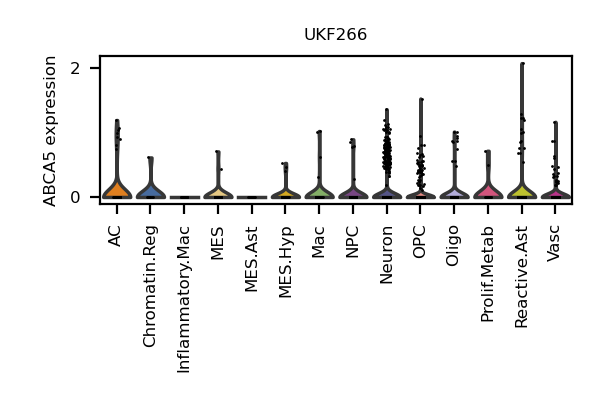 UKF266
ABCA5 expression
2
0
AC
Chromatin.Reg
Inflammatory.Mac
MES
MES.Ast
MES.Hyp
Mac
NPC
Neuron
OPC
Oligo
Prolif.Metab
Reactive.Ast
Vasc